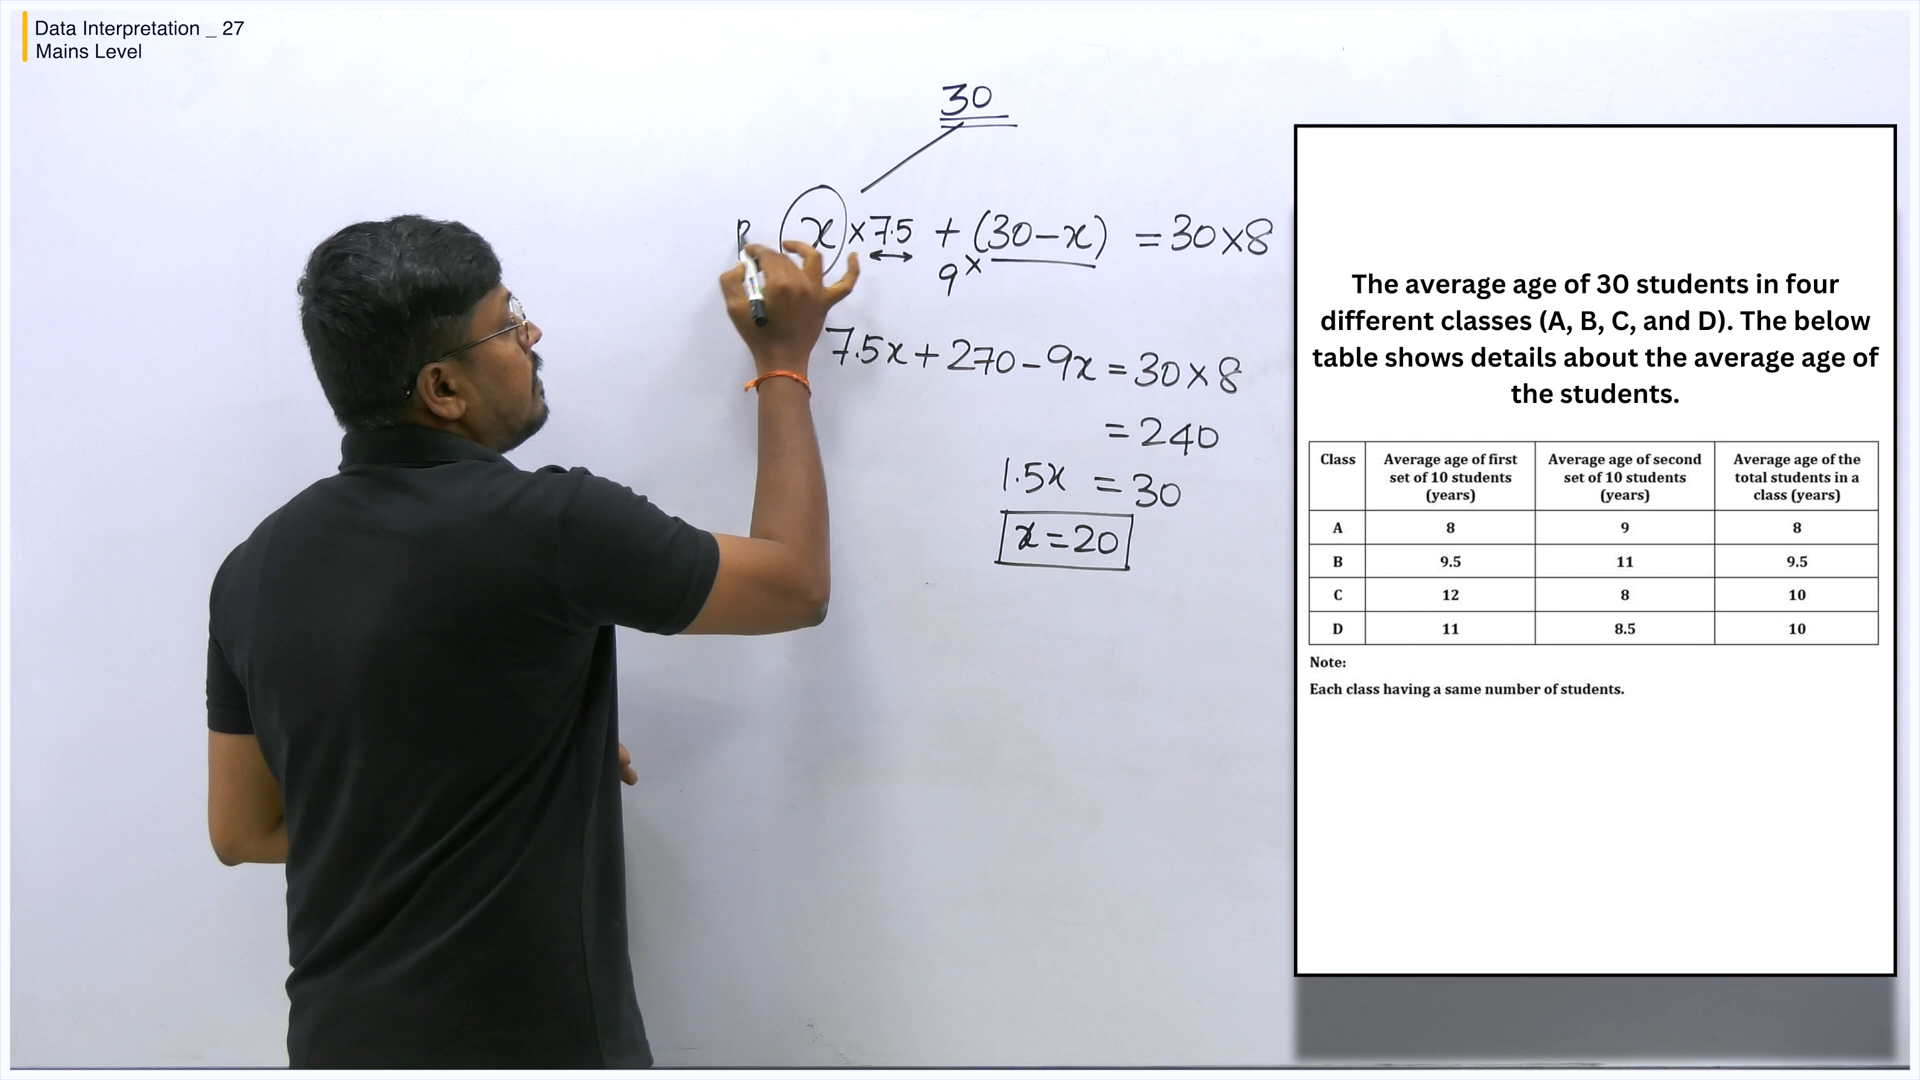 Data Interpretation _ 27
Mains Level
30
x × 7.5 + (30-x) = 30×8
9×
7.5x + 270 - 9x = 30×8
= 240
1.5x = 30
x=20
The average age of 30 students in four
different classes (A, B, C, and D). The below
table shows details about the average age of
the students.
Class Average age of first set of 10 students (years) Average age of second set of 10 students (years) Average age of the total students in a class (years)
A 8 9 8
B 9.5 11 9.5
C 12 8 10
D 11 8.5 10
Note:
Each class having a same number of students.